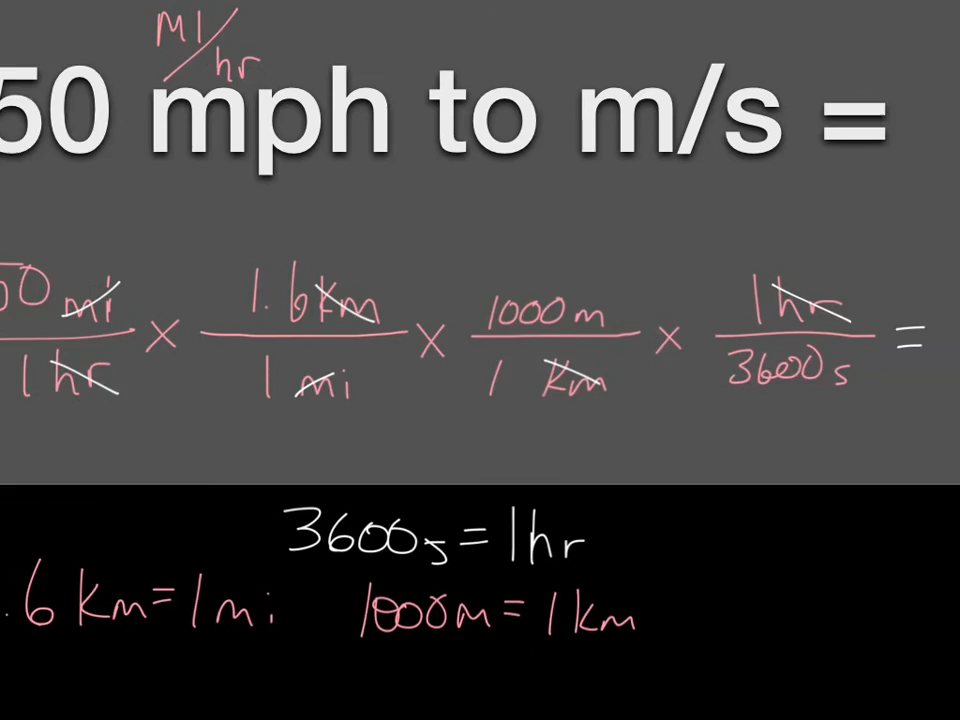 MI/hr
50 mph to m/s =
50 mi/1 hr × 1.6 km/1 mi × 1000 m/1 km × 1 hr/3600 s =
3600 s = 1 hr
.6 km = 1 mi 1000 m = 1 km